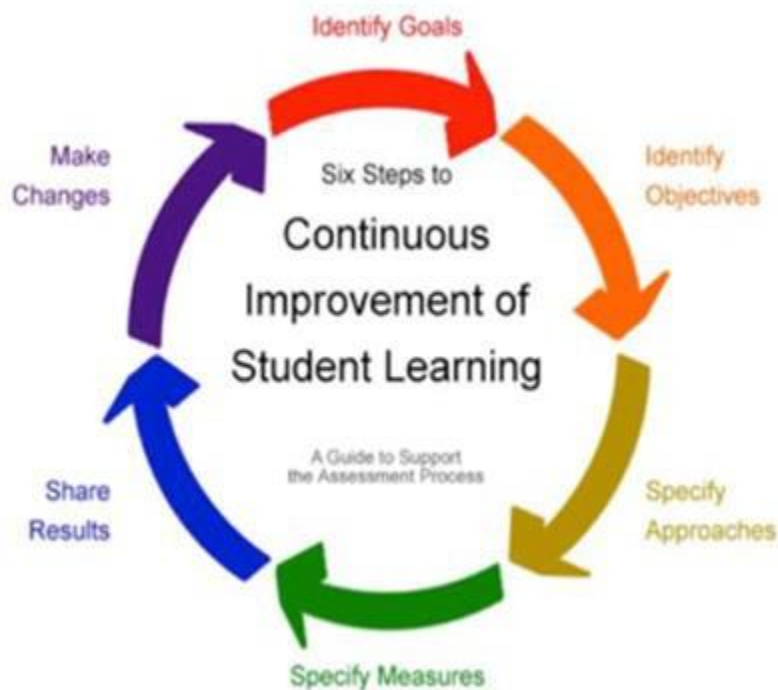 Identify Goals
Six Steps to
Continuous
Improvement of
Student Learning
A Guide to Support
the Assessment Process
Identify
Objectives
Specify
Approaches
Specify Measures
Share
Results
Make
Changes